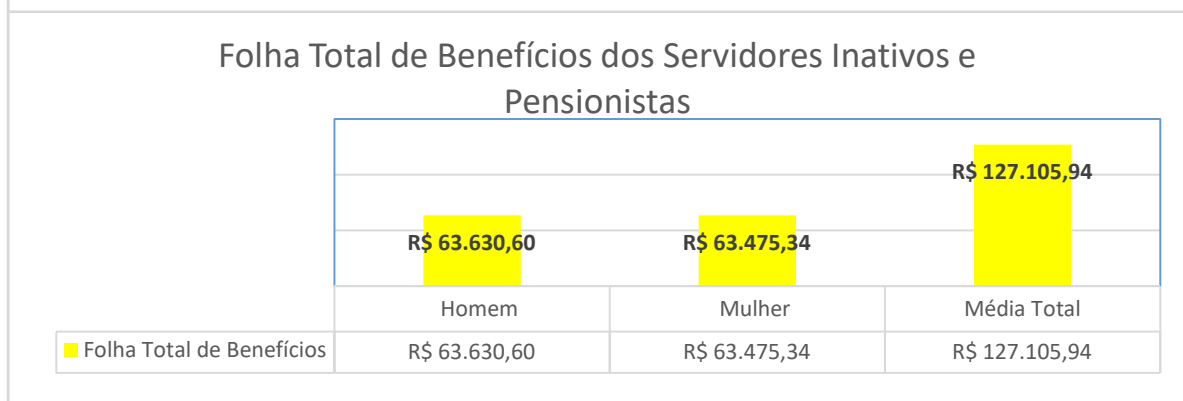 Folha Total de Benefícios dos Servidores Inativos e
Pensionistas
R$ 127.105,94
R$ 63.630,60 R$ 63.475,34
Homem Mulher Média Total
Folha Total de Benefícios R$ 63.630,60 R$ 63.475,34 R$ 127.105,94